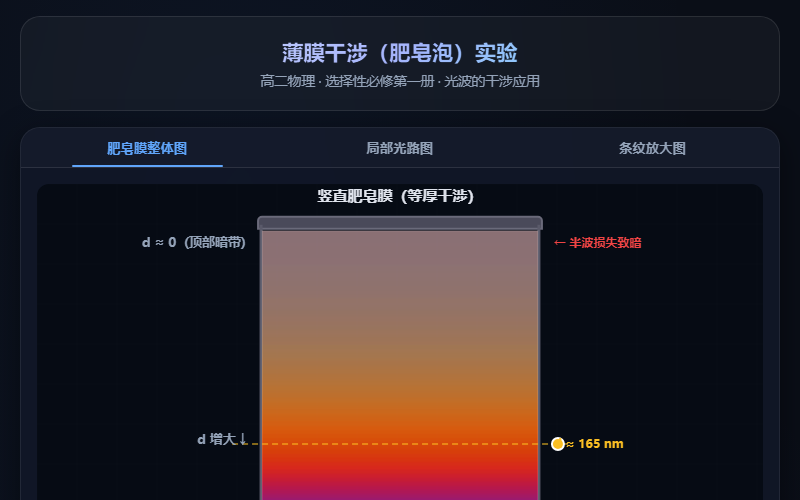 薄膜干涉（肥皂泡）实验
高二物理 · 选择性必修第一册 · 光波的干涉应用
肥皂膜整体图
局部光路图
条纹放大图
竖直肥皂膜（等厚干涉）
d ≈ 0（顶部暗带）
← 半波损失致暗
d 增大↓
≈ 165 nm